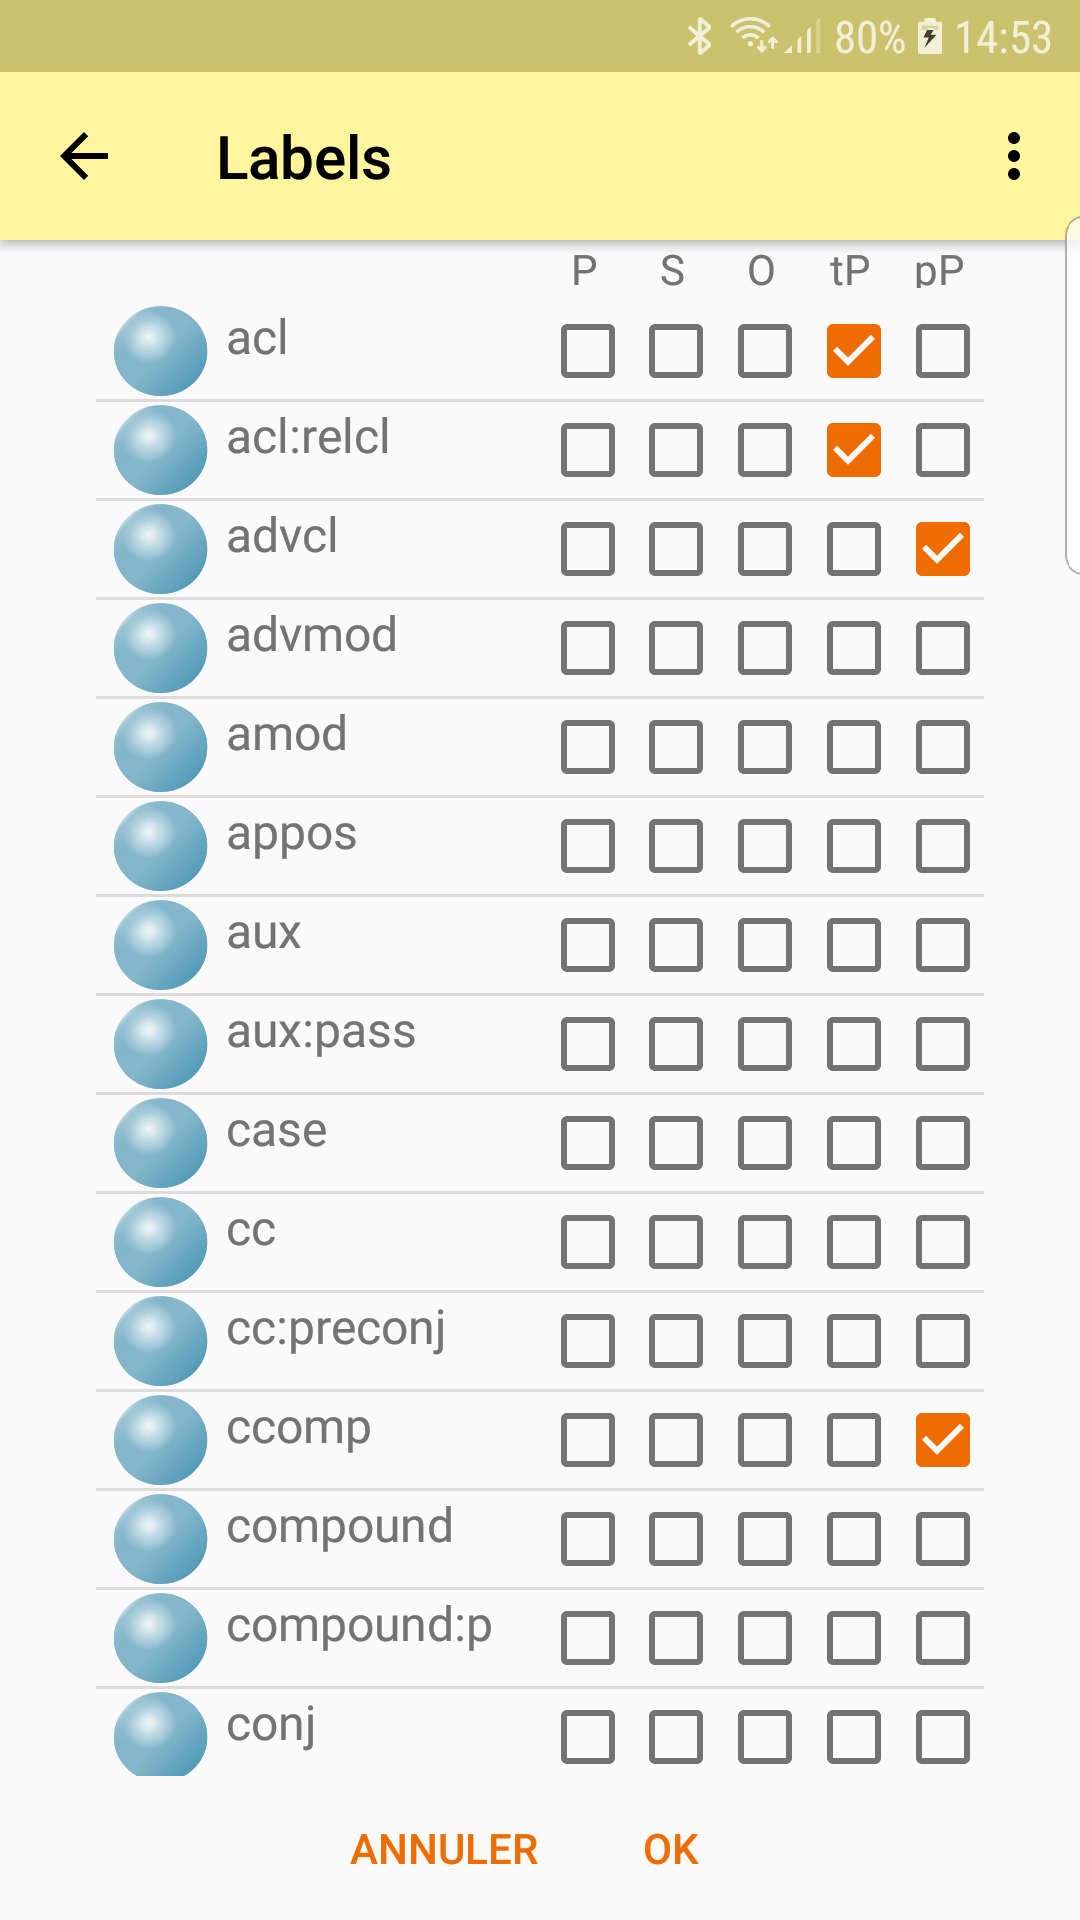 80% 14:53
Labels
P S O tP pP
acl
acl:relcl
advcl
advmod
amod
appos
aux
aux:pass
case
cc
cc:preconj
ccomp
compound
compound:p
conj
ANNULER OK